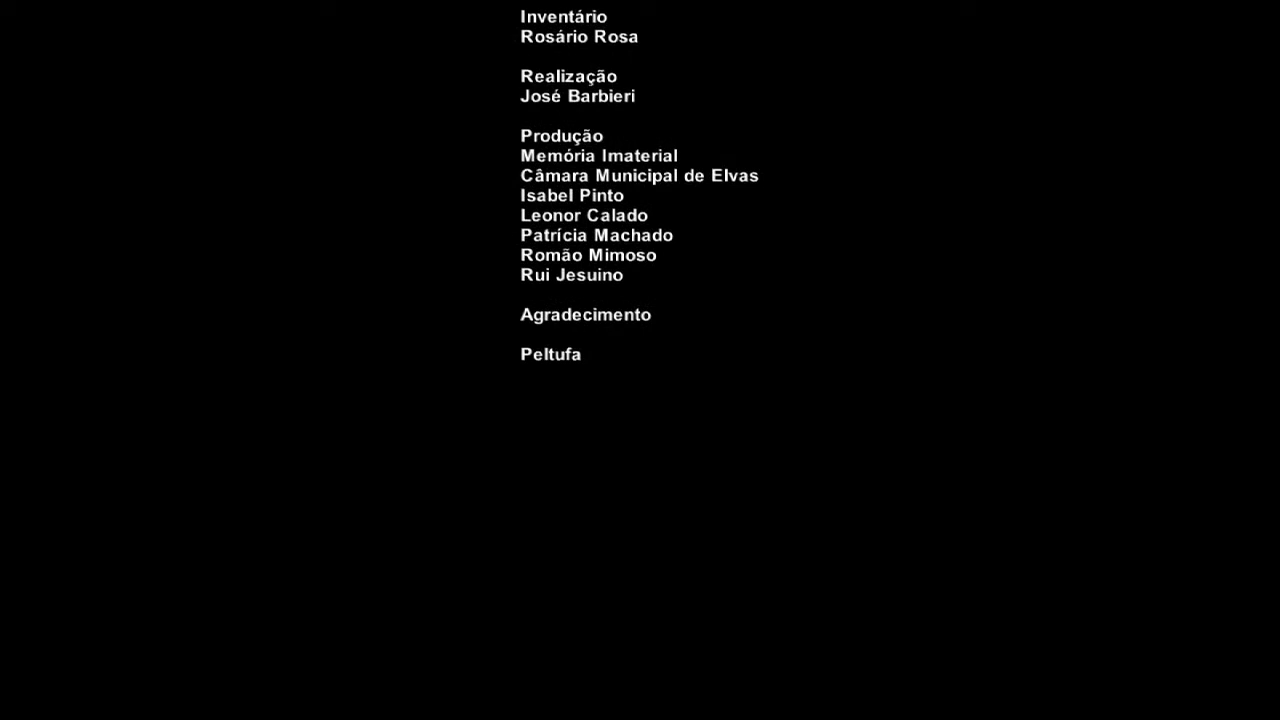 Inventário
Rosário Rosa
Realização
José Barbieri
Produção
Memória Imaterial
Câmara Municipal de Elvas
Isabel Pinto
Leonor Calado
Patrícia Machado
Romão Mimoso
Rui Jesuino
Agradecimento
Peltufa